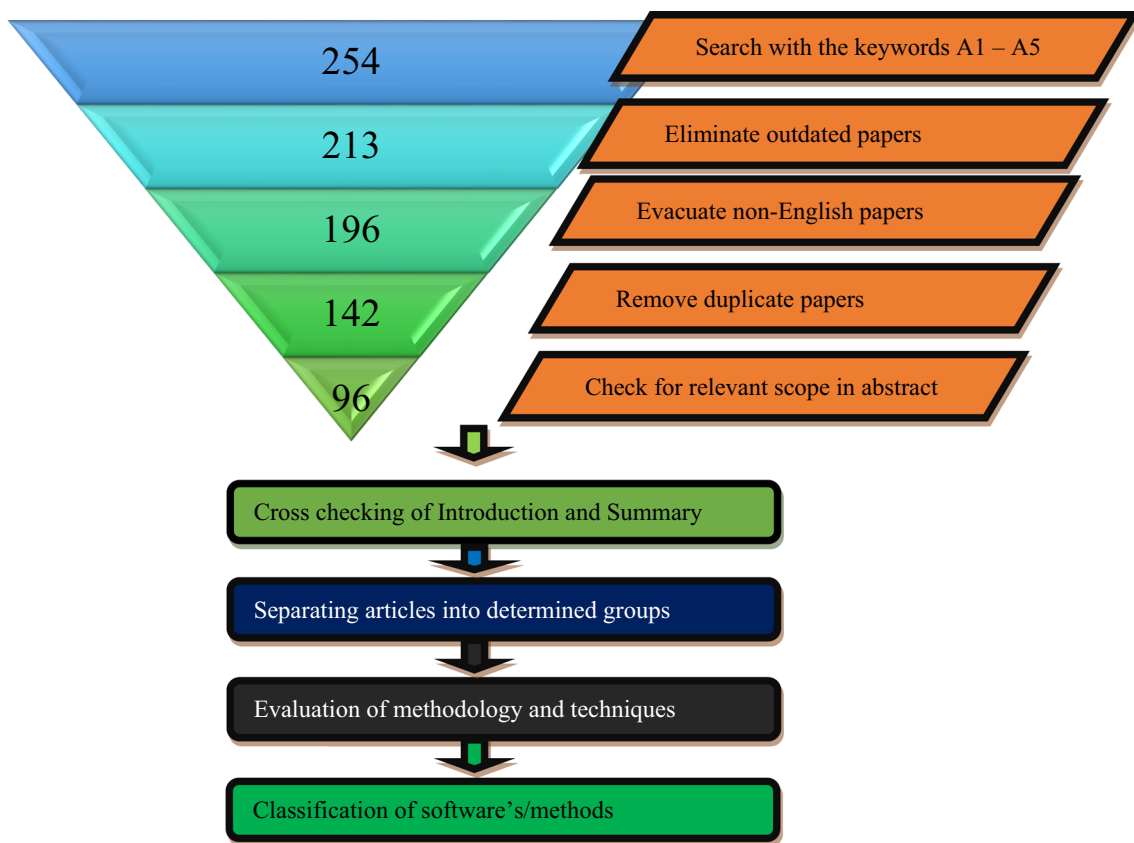 254
Search with the keywords A1 – A5
213
Eliminate outdated papers
196
Evacuate non-English papers
142
Remove duplicate papers
96
Check for relevant scope in abstract
Cross checking of Introduction and Summary
Separating articles into determined groups
Evaluation of methodology and techniques
Classification of software’s/methods